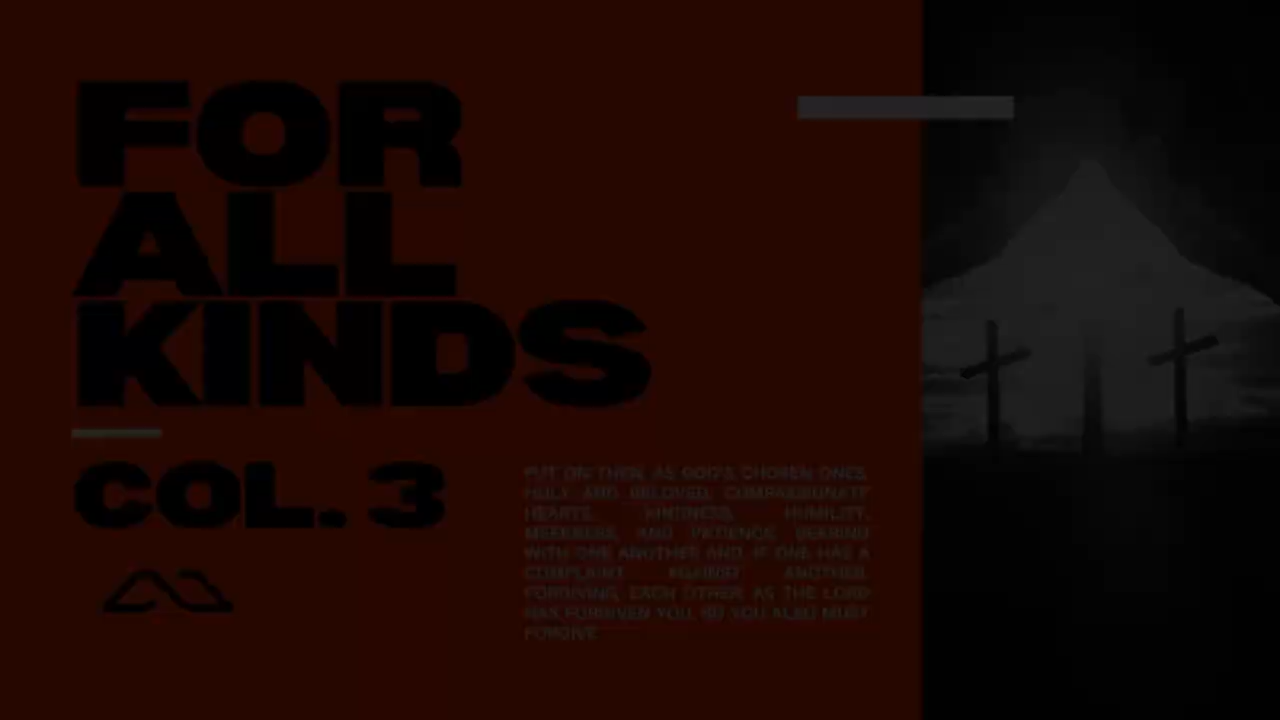 FOR
ALL
KINDS
COL. 3
PUT ON THEN, AS GOD'S CHOSEN ONES,
HOLY AND BELOVED, COMPASSIONATE
HEARTS, KINDNESS, HUMILITY,
MEEKNESS, AND PATIENCE, BEARING
WITH ONE ANOTHER AND, IF ONE HAS A
COMPLAINT AGAINST ANOTHER,
FORGIVING EACH OTHER; AS THE LORD
HAS FORGIVEN YOU, SO YOU ALSO MUST
FORGIVE.